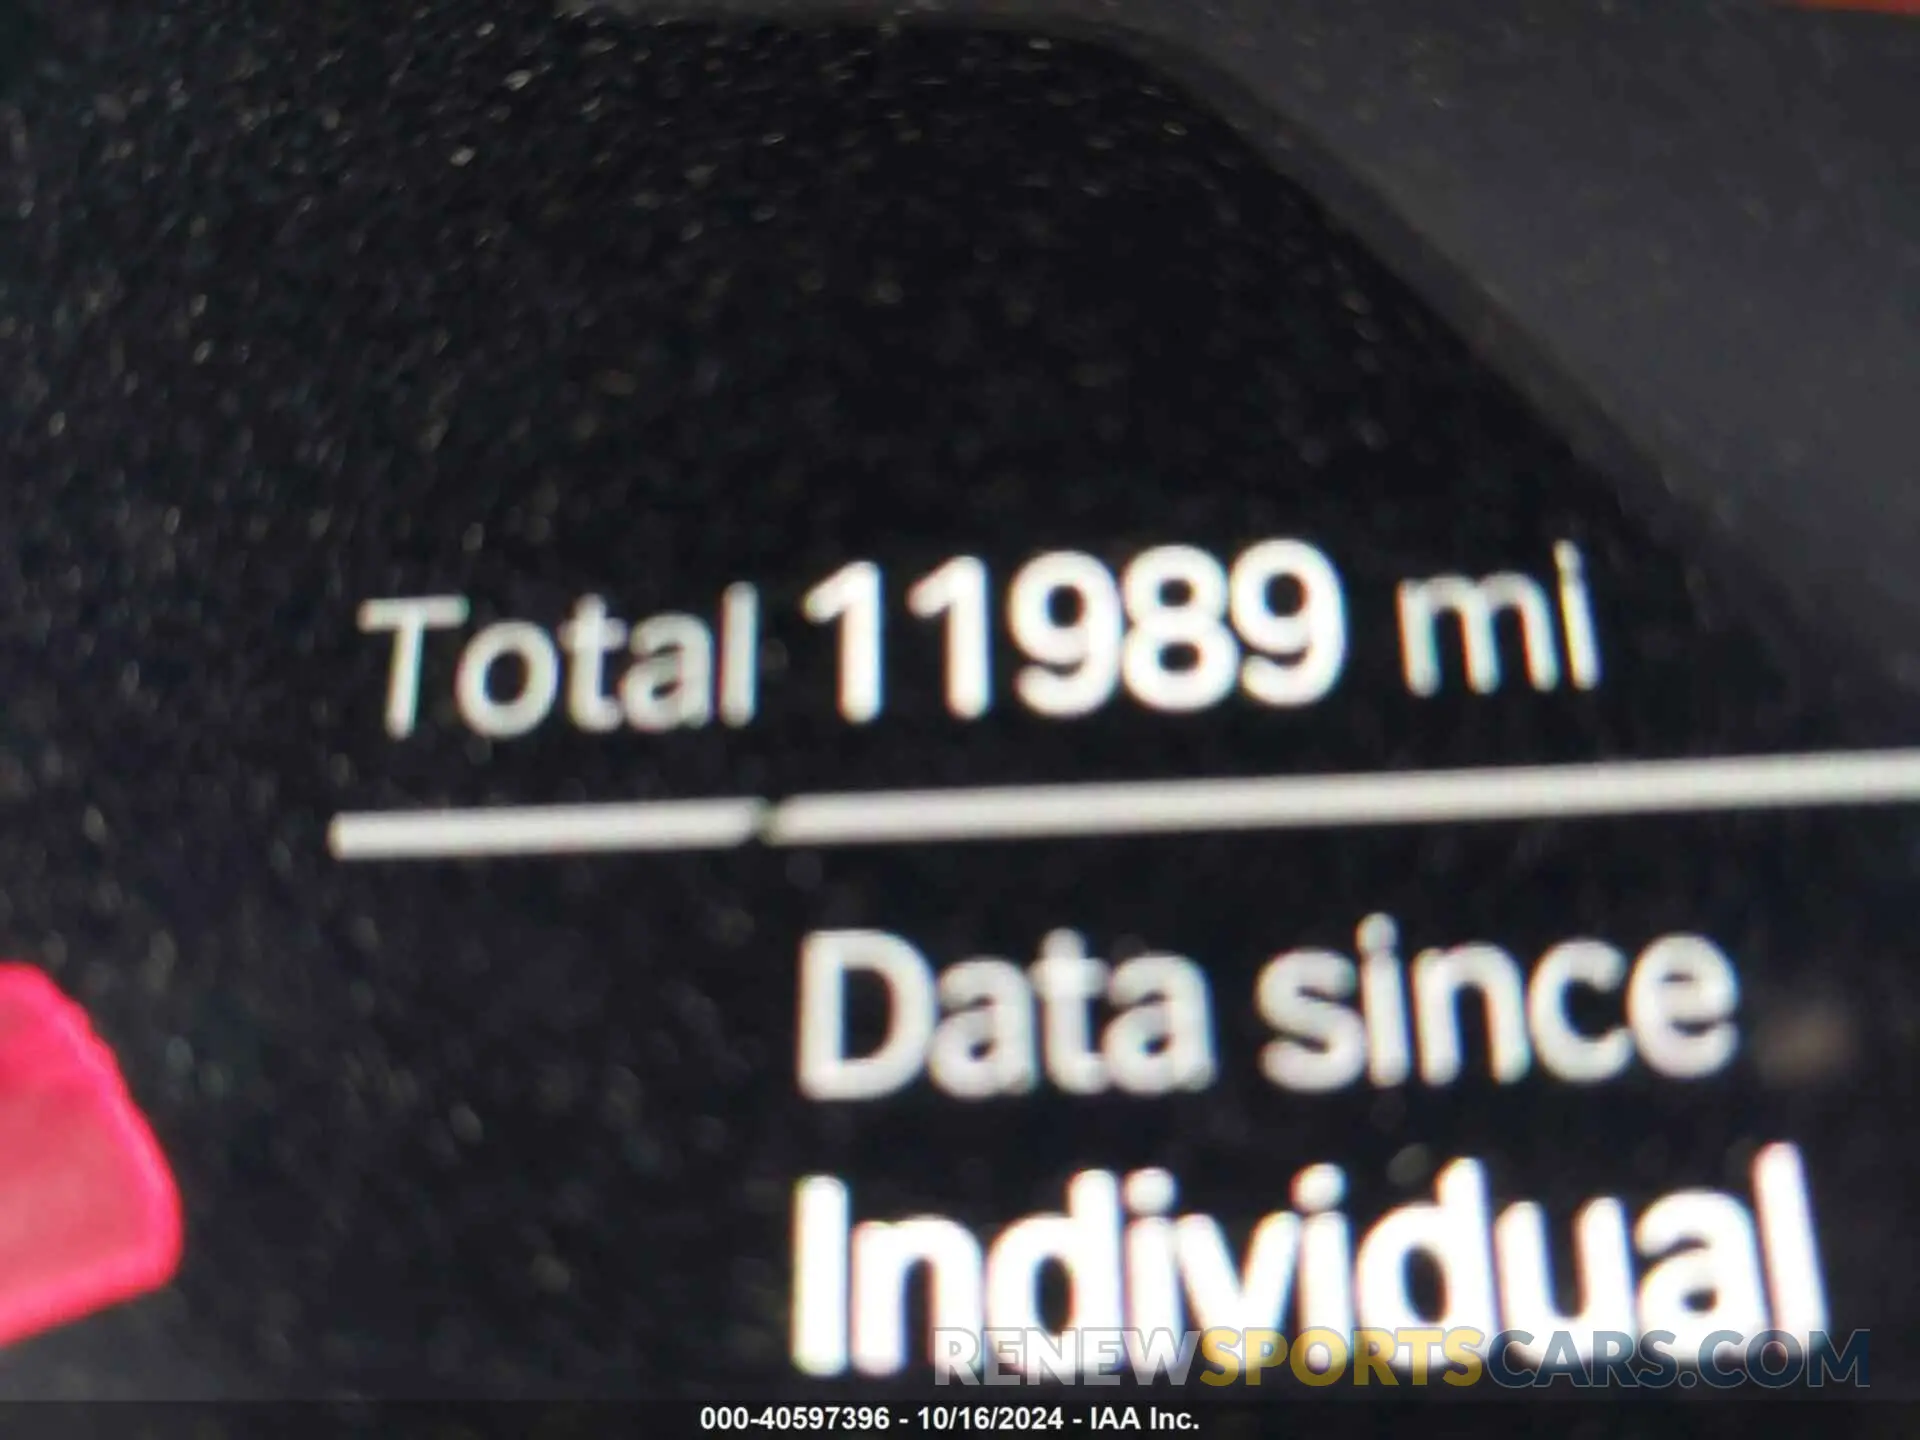 Total 11989 mi
Data since
Individual
RENEWSPORTSCARS.COM
000-40597396 - 10/16/2024 - IAA Inc.